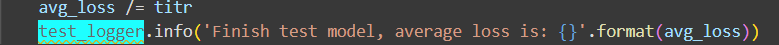 avg_loss /= titr
test_logger.info('Finish test model, average loss is: {}'.format(avg_loss))